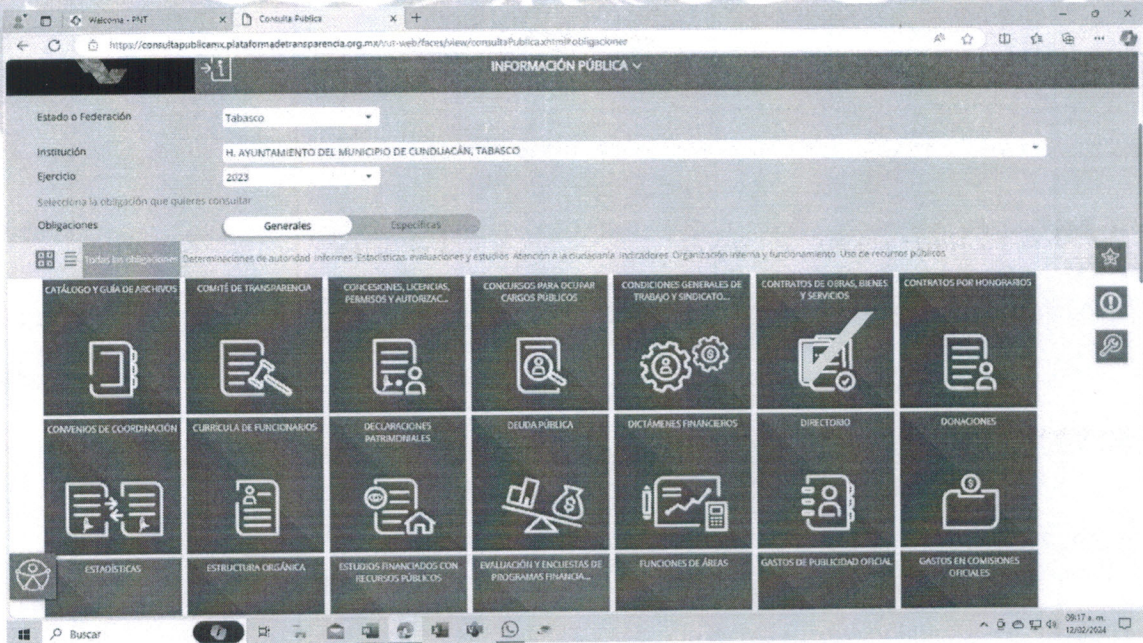 Welcome - PNT
Consulta Pública
https://consultapublicamx.plataformadetransparencia.org.mx/vut-web/faces/view/consultaPublica.xhtml#obligaciones
INFORMACIÓN PÚBLICA
Estado o Federación
Tabasco
Institución
H. AYUNTAMIENTO DEL MUNICIPIO DE CUNDUACÁN, TABASCO
Ejercicio
2023
Selecciona la obligación que quieres consultar
Obligaciones
Generales
Específicas
Todas las obligaciones Determinaciones de autoridad Informes Estadísticas, evaluaciones y estudios Atención a la ciudadanía Indicadores Organización interna y funcionamiento Uso de recursos públicos
CATÁLOGO Y GUÍA DE ARCHIVOS
COMITÉ DE TRANSPARENCIA
CONCESIONES, LICENCIAS,
PERMISOS Y AUTORIZAC...
CONCURSOS PARA OCUPAR
CARGOS PÚBLICOS
CONDICIONES GENERALES DE
TRABAJO Y SINDICATO...
CONTRATOS DE OBRAS, BIENES
Y SERVICIOS
CONTRATOS POR HONORARIOS
CONVENIOS DE COORDINACIÓN
CURRÍCULA DE FUNCIONARIOS
DECLARACIONES
PATRIMONIALES
DEUDA PÚBLICA
DICTÁMENES FINANCIEROS
DIRECTORIO
DONACIONES
ESTADÍSTICAS
ESTRUCTURA ORGÁNICA
ESTUDIOS FINANCIADOS CON
RECURSOS PÚBLICOS
EVALUACIÓN Y ENCUESTAS DE
PROGRAMAS FINANCIA...
FUNCIONES DE ÁREAS
GASTOS DE PUBLICIDAD OFICIAL
GASTOS EN COMISIONES
OFICIALES
Buscar
09:17 a. m.
12/02/2024